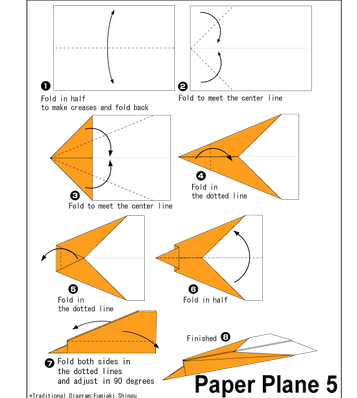 1
Fold in half
to make creases and fold back
2
Fold to meet the center line
3
Fold to meet the center line
4
Fold in
the dotted line
5
Fold in
the dotted line
6
Fold in half
7
Fold both sides in
the dotted lines
and adjust in 90 degrees
Finished 8
Paper Plane 5
*Traditional Diagram:Fumiaki Shingu